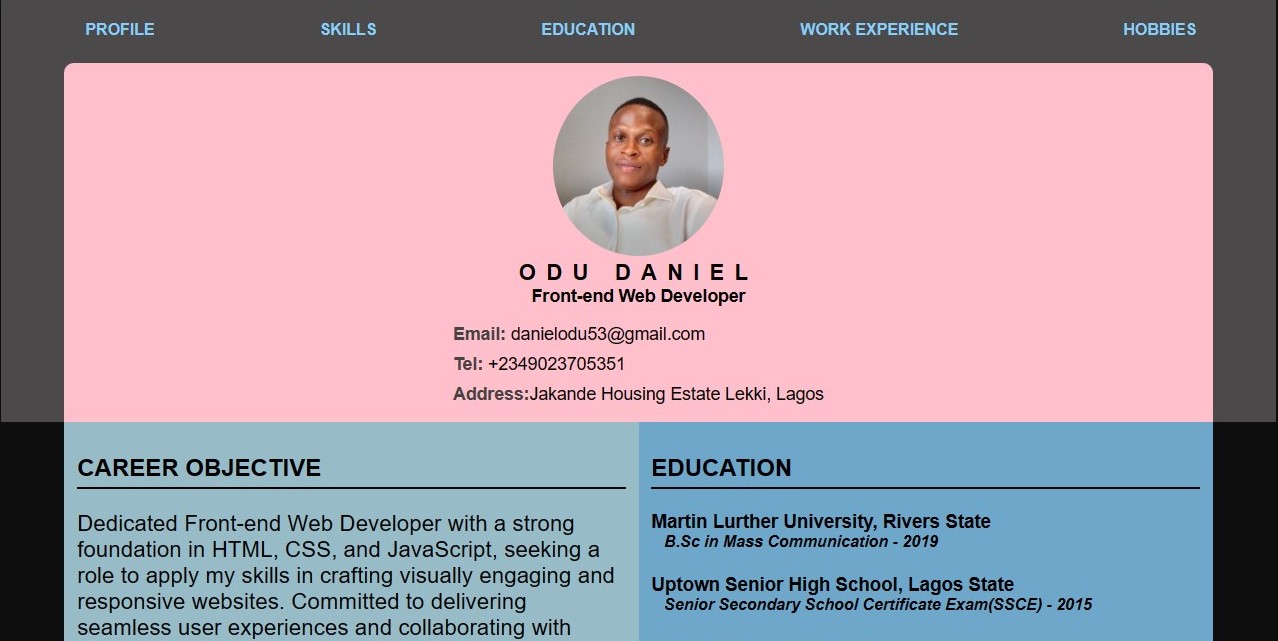 PROFILE SKILLS EDUCATION WORK EXPERIENCE HOBBIES
ODU DANIEL
Front-end Web Developer
Email: danielodu53@gmail.com
Tel: +2349023705351
Address:Jakande Housing Estate Lekki, Lagos
CAREER OBJECTIVE
Dedicated Front-end Web Developer with a strong
foundation in HTML, CSS, and JavaScript, seeking a
role to apply my skills in crafting visually engaging and
responsive websites. Committed to delivering
seamless user experiences and collaborating with
EDUCATION
Martin Lurther University, Rivers State
B.Sc in Mass Communication - 2019
Uptown Senior High School, Lagos State
Senior Secondary School Certificate Exam(SSCE) - 2015